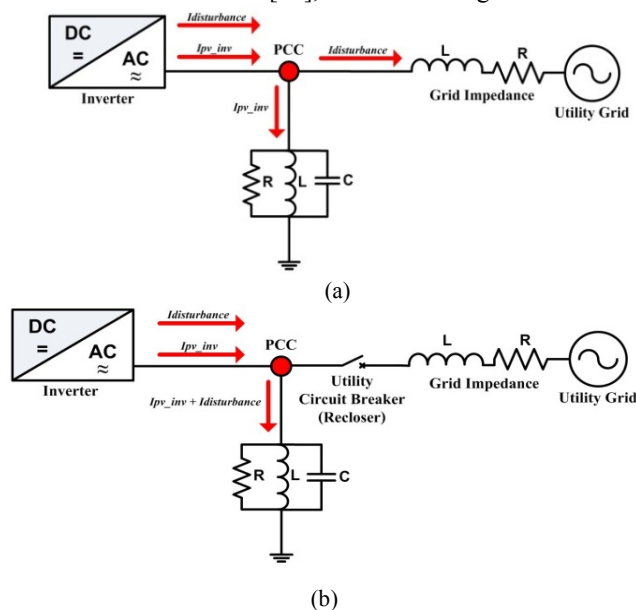 DC
=
AC
≈
Inverter
Idisturbance
Ipv_inv
PCC
Idisturbance
L
R
Grid Impedance
Utility Grid
Ipv_inv
R
L
C
(a)
DC
=
AC
≈
Inverter
Idisturbance
Ipv_inv
PCC
L
R
Utility
Circuit Breaker
(Recloser)
Grid Impedance
Utility Grid
Ipv_inv + Idisturbance
R
L
C
(b)